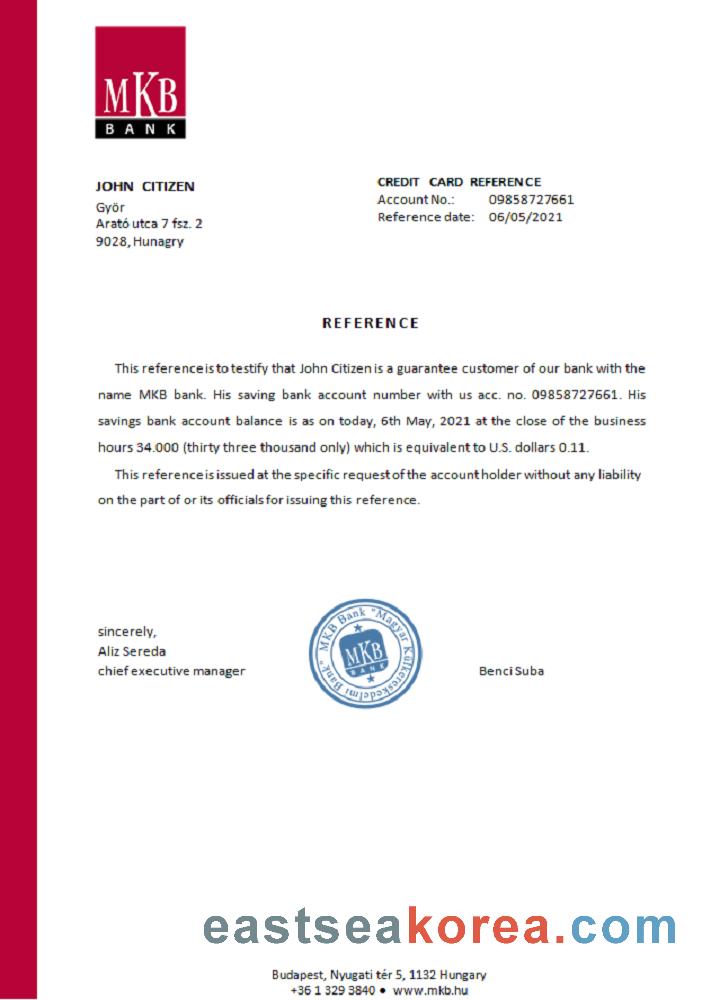 MKB
BANK
JOHN CITIZEN
Györ
Arató utca 7 fsz. 2
9028, Hunagry
CREDIT CARD REFERENCE
Account No.: 09858727661
Reference date: 06/05/2021
REFERENCE
This reference is to testify that John Citizen is a guarantee customer of our bank with the
name MKB bank. His saving bank account number with us acc. no. 09858727661. His
savings bank account balance is as on today, 6th May, 2021 at the close of the business
hours 34.000 (thirty three thousand only) which is equivalent to U.S. dollars 0.11.
This reference is issued at the specific request of the account holder without any liability
on the part of or its officials for issuing this reference.
sincerely,
Aliz Sereda
chief executive manager
MKB Bank "Magyar Külkereskedelmi Bank"
MKB
BANK
Benci Suba
eastseakorea.com
Budapest, Nyugati tér 5, 1132 Hungary
+36 1 329 3840 • www.mkb.hu